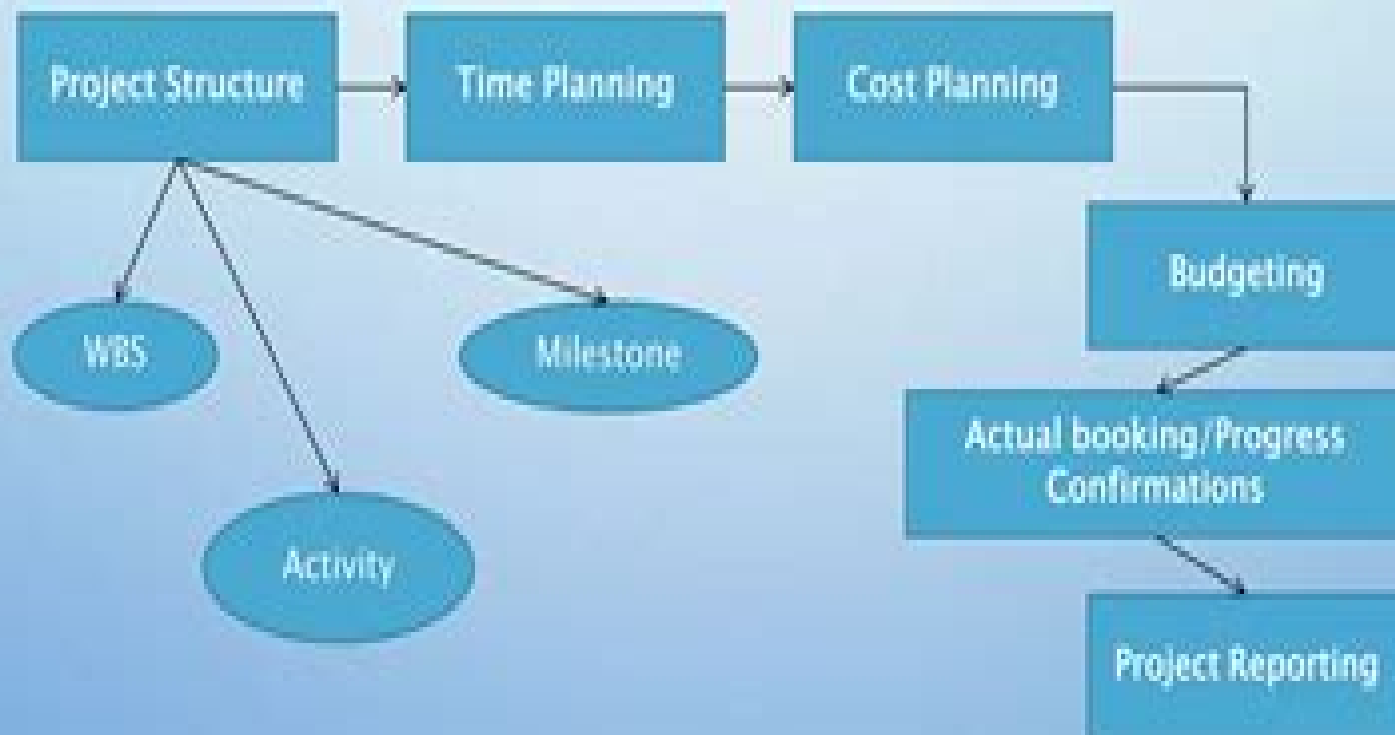 Project Structure
Time Planning
Cost Planning
Budgeting
WBS
Milestone
Actual booking/Progress
Confirmations
Activity
Project Reporting